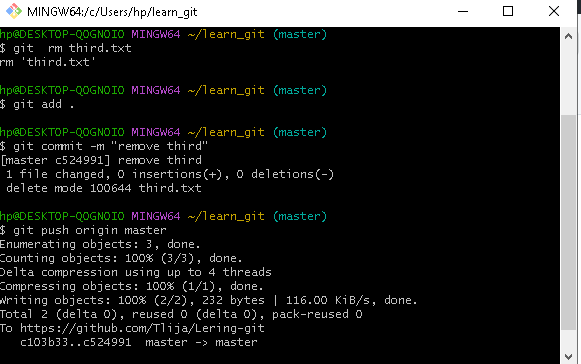 MINGW64:/c/Users/hp/learn_git
hp@DESKTOP-QOGNOIO MINGW64 ~/learn_git (master)
$ git  rm third.txt
rm 'third.txt'
hp@DESKTOP-QOGNOIO MINGW64 ~/learn_git (master)
$ git add .
hp@DESKTOP-QOGNOIO MINGW64 ~/learn_git (master)
$ git commit -m "remove third"
[master c524991] remove third
 1 file changed, 0 insertions(+), 0 deletions(-)
 delete mode 100644 third.txt
hp@DESKTOP-QOGNOIO MINGW64 ~/learn_git (master)
$ git push origin master
Enumerating objects: 3, done.
Counting objects: 100% (3/3), done.
Delta compression using up to 4 threads
Compressing objects: 100% (1/1), done.
Writing objects: 100% (2/2), 232 bytes | 116.00 KiB/s, done.
Total 2 (delta 0), reused 0 (delta 0), pack-reused 0
To https://github.com/Tlija/Lering-git
   c103b33..c524991  master -> master